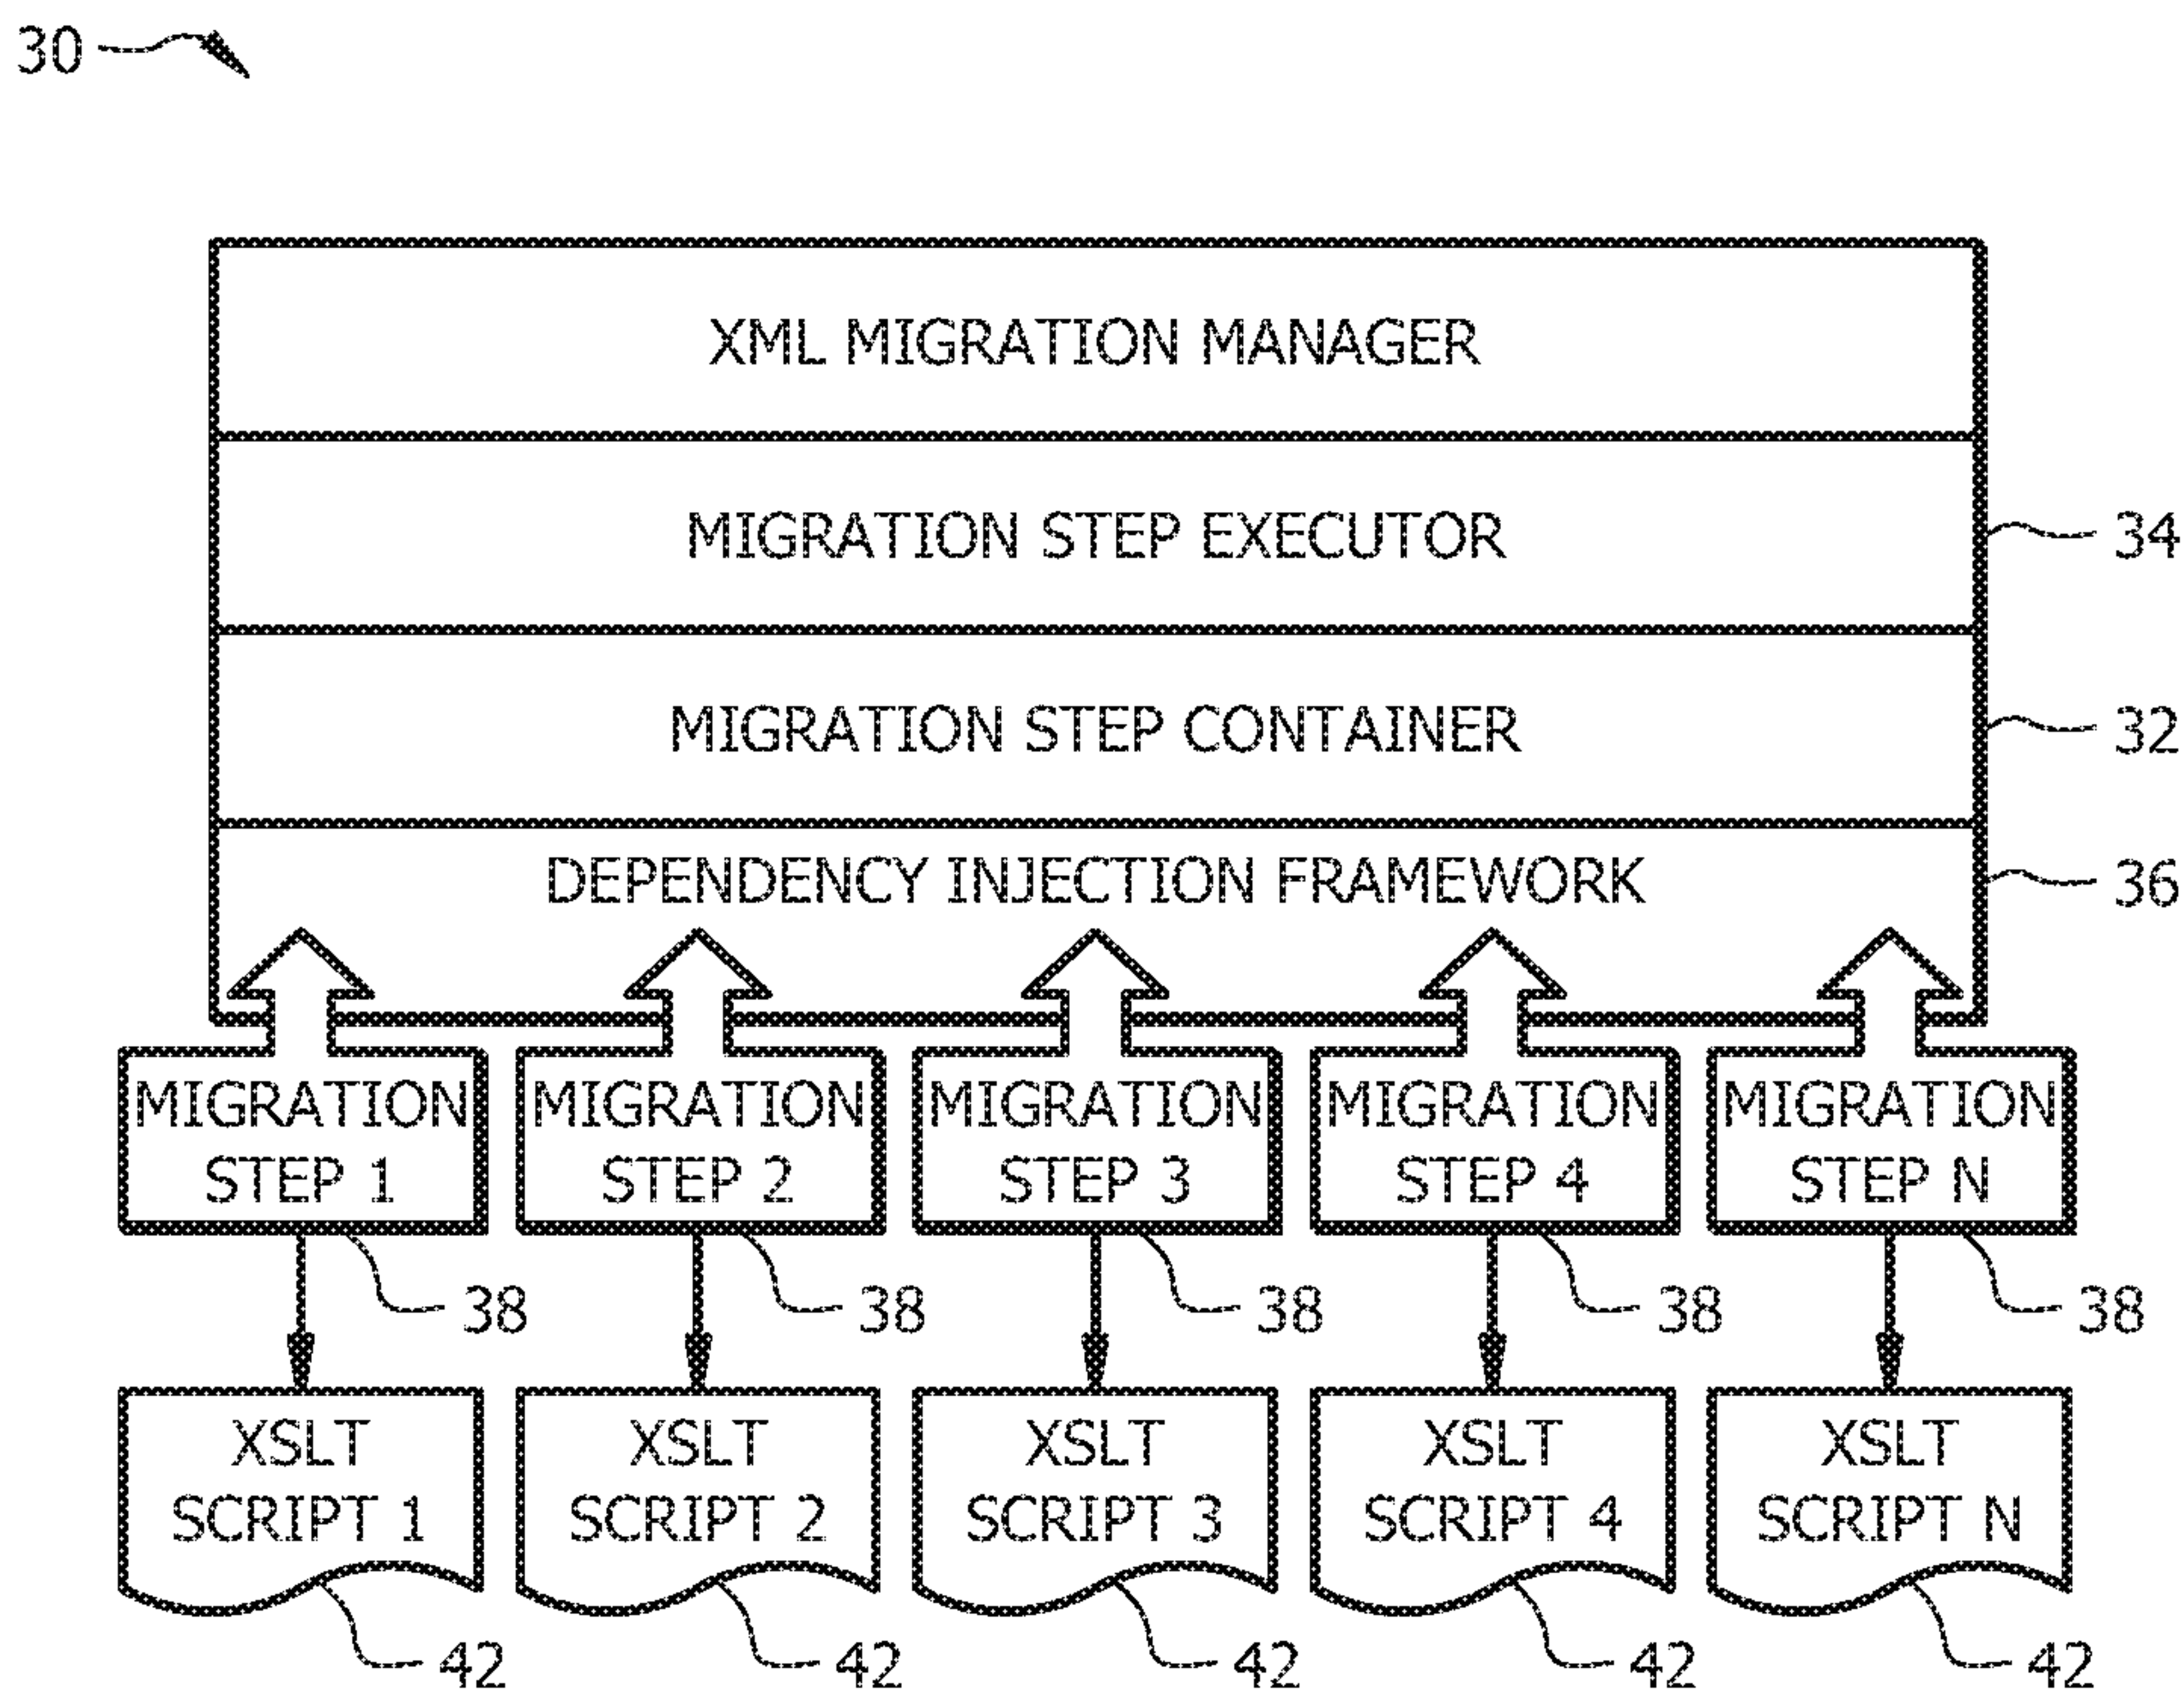 30
XML MIGRATION MANAGER
MIGRATION STEP EXECUTOR
34
MIGRATION STEP CONTAINER
32
DEPENDENCY INJECTION FRAMEWORK
36
MIGRATION
STEP 1
MIGRATION
STEP 2
MIGRATION
STEP 3
MIGRATION
STEP 4
MIGRATION
STEP N
38
38
38
38
38
XSLT
SCRIPT 1
XSLT
SCRIPT 2
XSLT
SCRIPT 3
XSLT
SCRIPT 4
XSLT
SCRIPT N
42
42
42
42
42